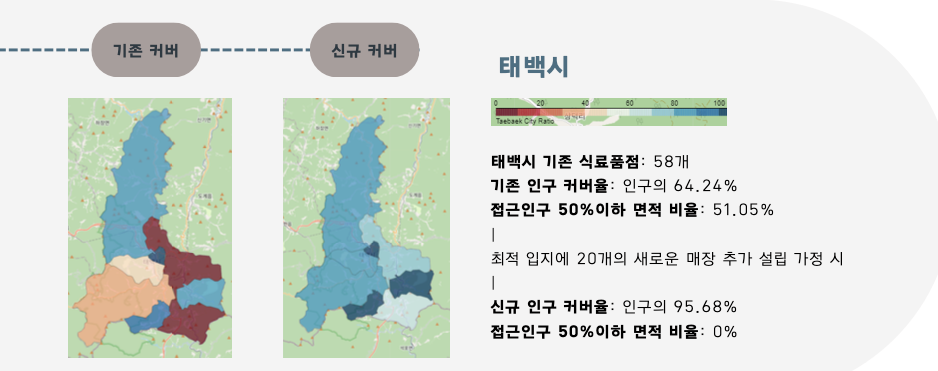 기존 커버
신규 커버
태백시
0 20 40 60 80 100
Taebaek City Ratio
태백시 기존 식료품점: 58개
기존 인구 커버율: 인구의 64.24%
접근인구 50%이하 면적 비율: 51.05%
|
최적 입지에 20개의 새로운 매장 추가 설립 가정 시
|
신규 인구 커버율: 인구의 95.68%
접근인구 50%이하 면적 비율: 0%